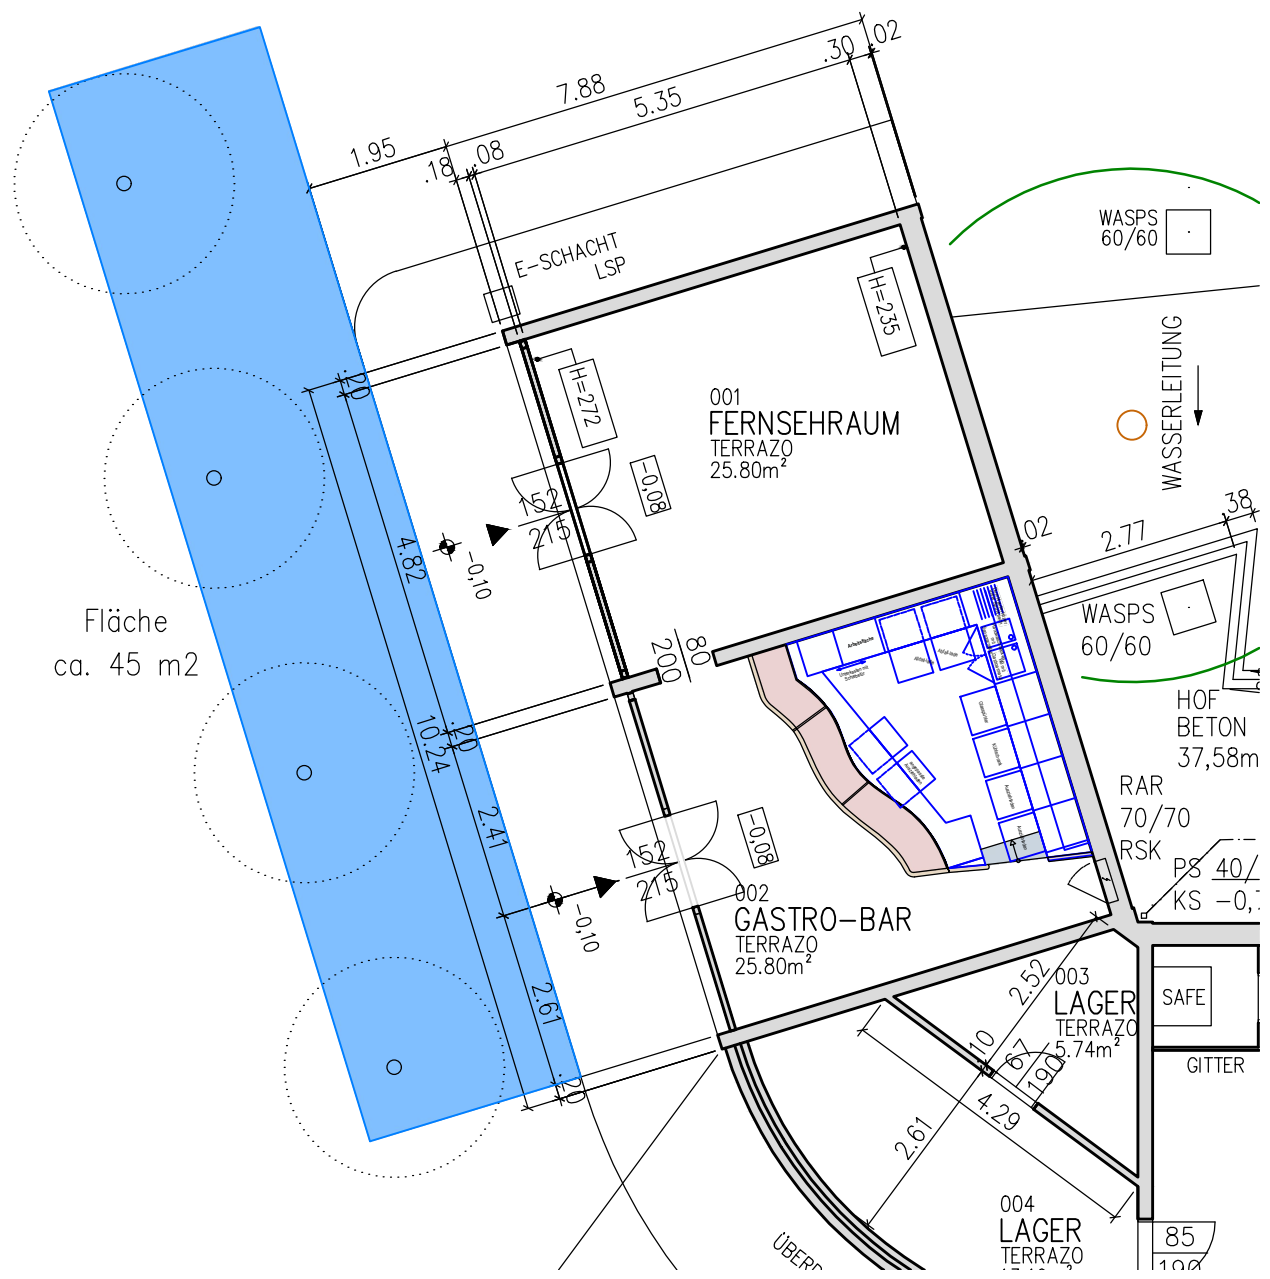 .02
.30
7.88
5.35
1.95
.18
.08
E-SCHACHT
LSP
WASPS
60/60
H=235
H=272
WASSERLEITUNG
001
FERNSEHRAUM
TERRAZO
25.80m²
.20
152
215
-0,08
-0,10
4.82
.02
2.77
.38
Fläche
ca. 45 m2
WASPS
60/60
80
200
Arbeitsfläche
10.24
.20
HOF
BETON
37,58m
2.41
152
215
-0,08
-0,10
RAR
70/70
RSK
PS 40/
KS -0,
002
GASTRO-BAR
TERRAZO
25.80m²
2.61
.20
2.52
003
LAGER
TERRAZO
5.74m²
SAFE
GITTER
10
67
190
4.29
2.61
004
LAGER
TERRAZO
85
190
ÜBERD